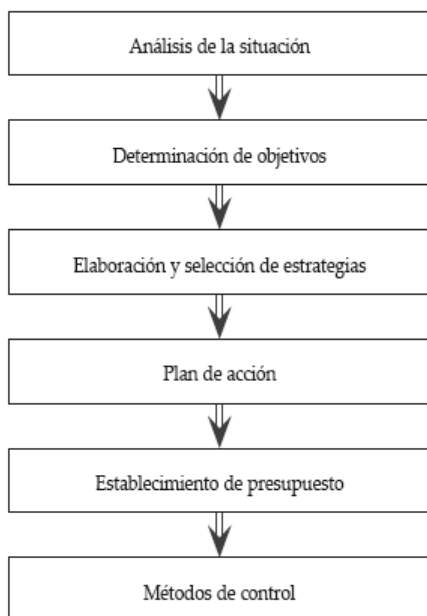 Análisis de la situación
Determinación de objetivos
Elaboración y selección de estrategias
Plan de acción
Establecimiento de presupuesto
Métodos de control